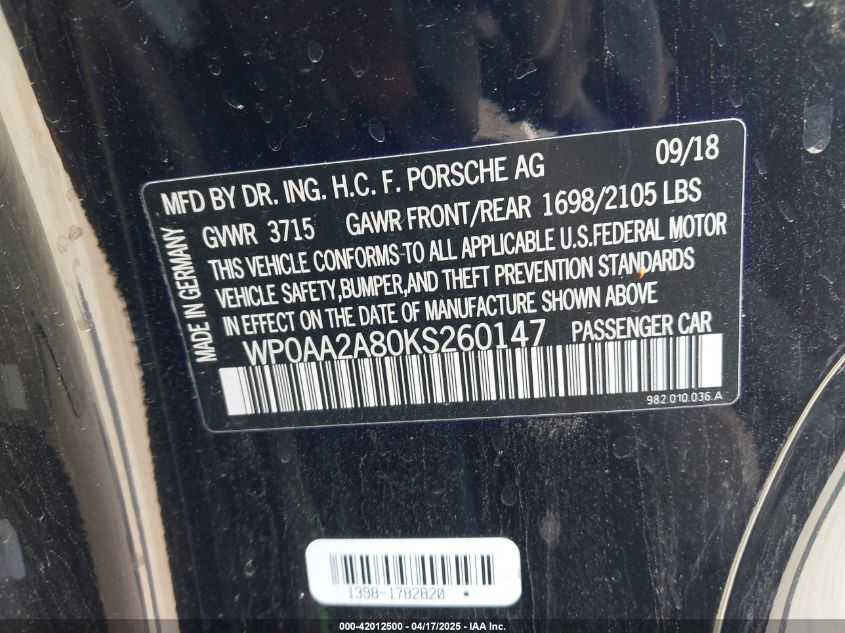 MFD BY DR. ING. H.C. F. PORSCHE AG 09/18
GVWR 3715 GAWR FRONT/REAR 1698/2105 LBS
THIS VEHICLE CONFORMS TO ALL APPLICABLE U.S.FEDERAL MOTOR
VEHICLE SAFETY,BUMPER,AND THEFT PREVENTION STANDARDS
IN EFFECT ON THE DATE OF MANUFACTURE SHOWN ABOVE
WP0AA2A80KS260147 PASSENGER CAR
MADE IN GERMANY
982.010.036.A
1398-1782820 *
000-42012500 - 04/17/2025 - IAA Inc.